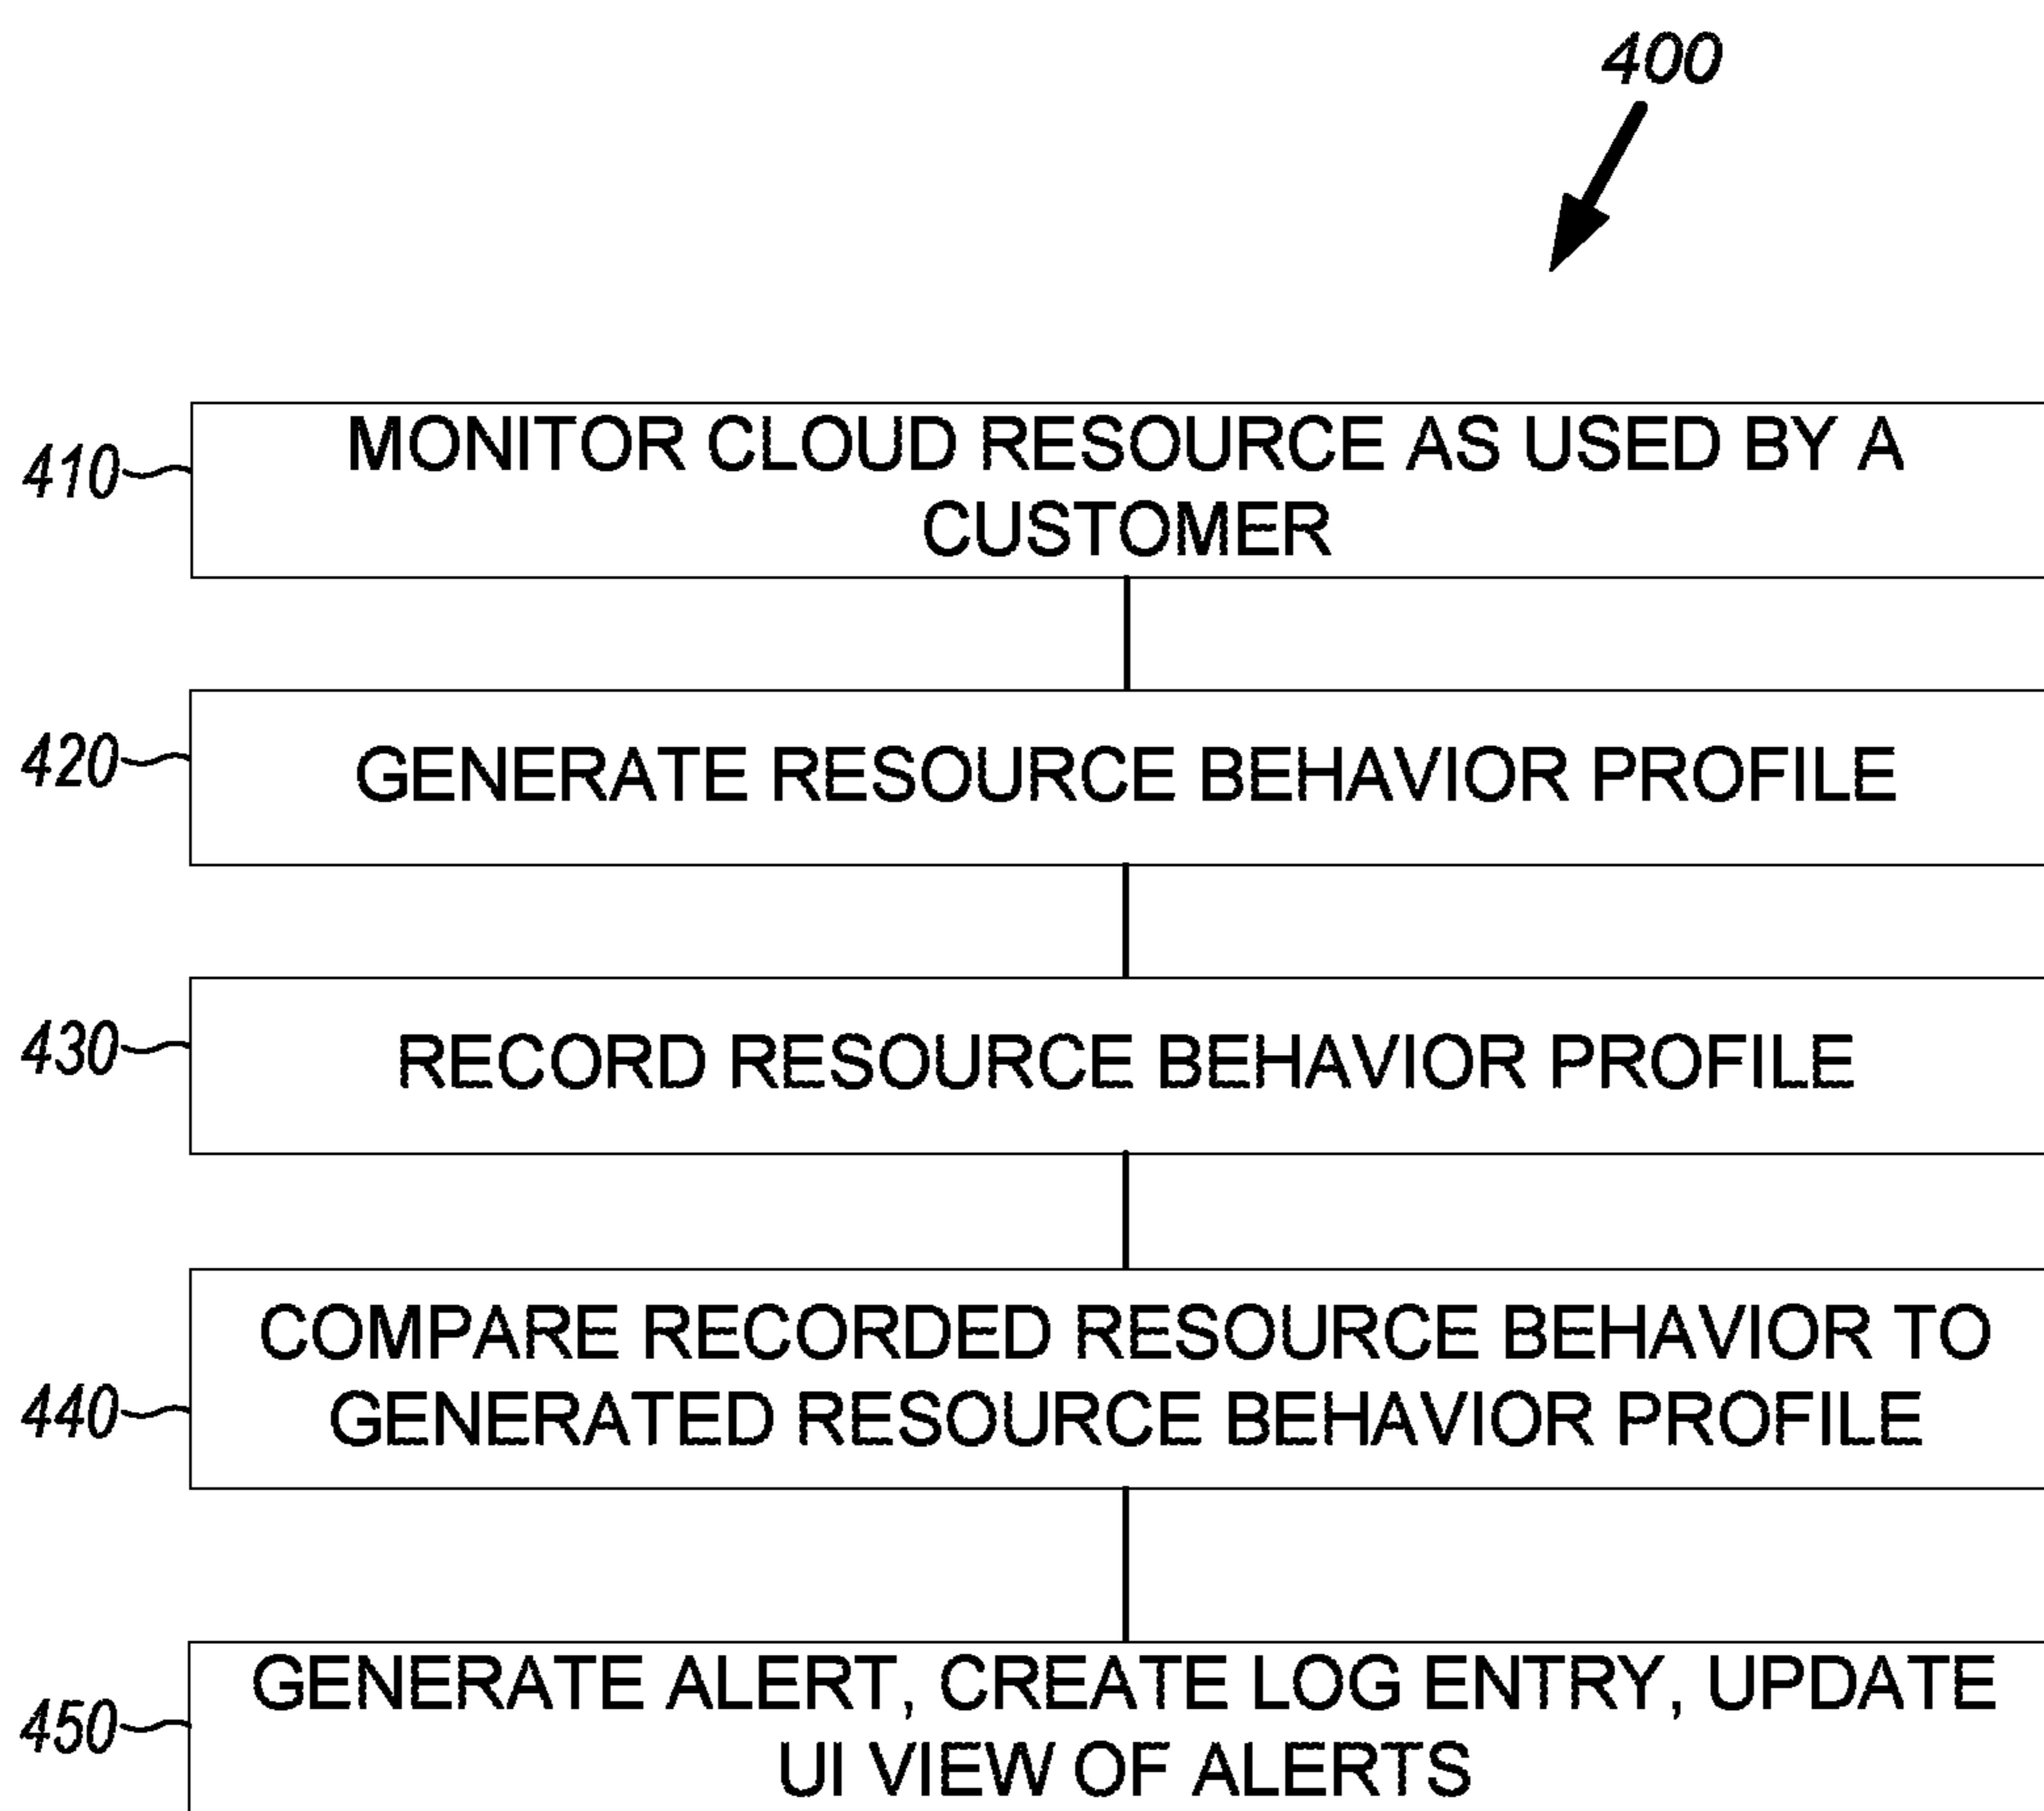 400
410
MONITOR CLOUD RESOURCE AS USED BY A
CUSTOMER
420
GENERATE RESOURCE BEHAVIOR PROFILE
430
RECORD RESOURCE BEHAVIOR PROFILE
COMPARE RECORDED RESOURCE BEHAVIOR TO
440
GENERATED RESOURCE BEHAVIOR PROFILE
GENERATE ALERT, CREATE LOG ENTRY, UPDATE
450
UI VIEW OF ALERTS